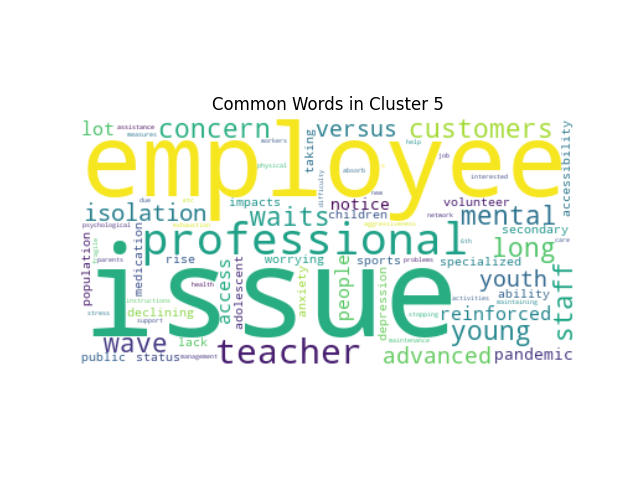 Common Words in Cluster 5
lot
assistance
measures
concern
workers
taking
versus
help
customers
job
accessibility
employee
physical
absorb
difficulty
new
interested
isolation
impacts
waits
notice
children
volunteer
network
mental
psychological
due
etc
exhaustion
aggressiveness
secondary
professional
6th
long
care
population
fragile
parents
medication
rise
worrying
sports
problems
specialized
access
adolescent
anxiety
people
depression
health
issue
youth
activities
ability
maintaining
staff
stress
instructions
declining
support
stopping
reinforced
young
wave
lack
teacher
maintenance
advanced
pandemic
public
status
management